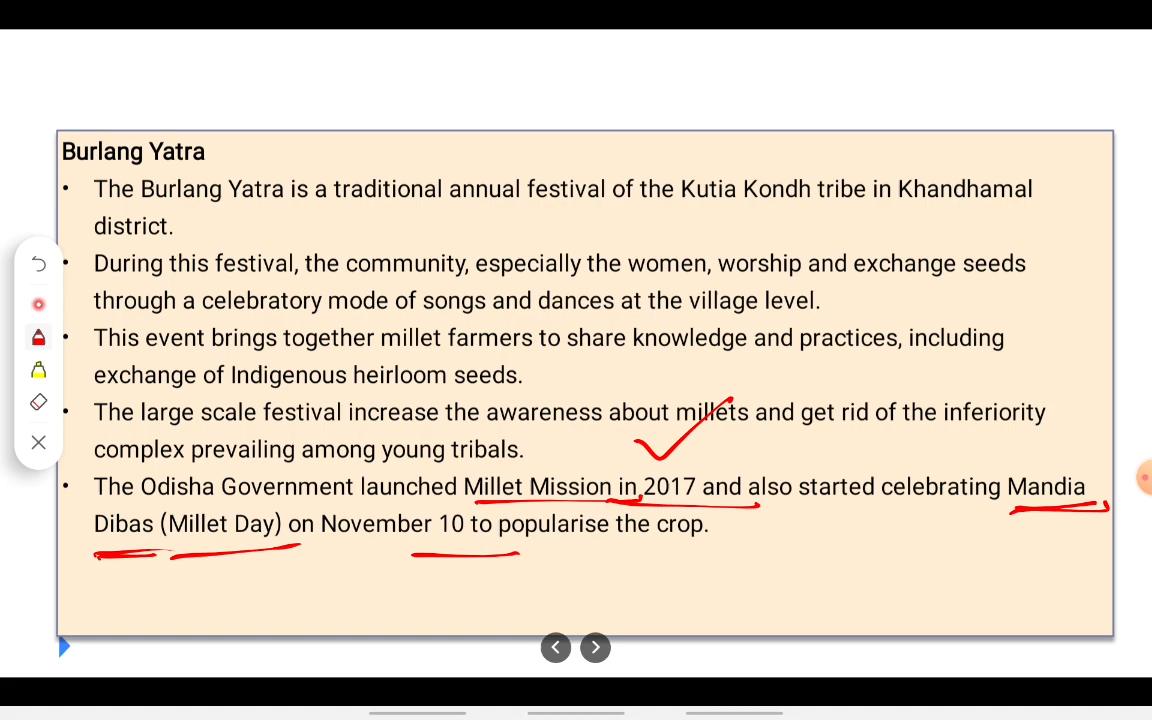 Burlang Yatra
• The Burlang Yatra is a traditional annual festival of the Kutia Kondh tribe in Khandhamal
district.
• During this festival, the community, especially the women, worship and exchange seeds
through a celebratory mode of songs and dances at the village level.
• This event brings together millet farmers to share knowledge and practices, including
exchange of Indigenous heirloom seeds.
• The large scale festival increase the awareness about millets and get rid of the inferiority
complex prevailing among young tribals.
• The Odisha Government launched Millet Mission in 2017 and also started celebrating Mandia
Dibas (Millet Day) on November 10 to popularise the crop.